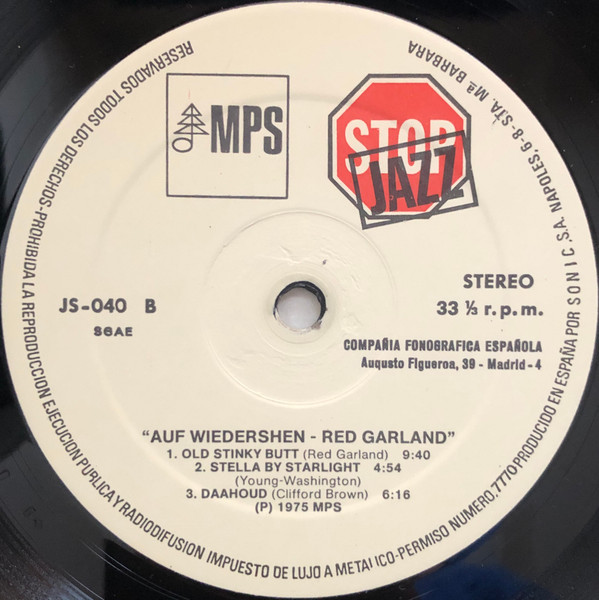 MPS
STOP
JAZZ
JS-040 B
SGAE
STEREO
33 ⅓ r.p.m.
COMPAÑIA FONOGRAFICA ESPAÑOLA
Augusto Figueroa, 39 - Madrid - 4
"AUF WIEDERSHEN - RED GARLAND"
1. OLD STINKY BUTT (Red Garland) 9:40
2. STELLA BY STARLIGHT 4:54
(Young-Washington)
3. DAAHOUD (Clifford Brown) 6:16
(P) 1975 MPS
RESERVADOS TODOS LOS DERECHOS-PROHIBIDA LA REPRODUCCION EJECUCION PUBLICA Y RADIODIFUSION IMPUESTO DE LUJO A METALICO-PERMISO NUMERO,7770 PRODUCIDO EN ESPAÑA POR SONIC,S.A. NAPOLES,6-8-STA. Mª BARBARA